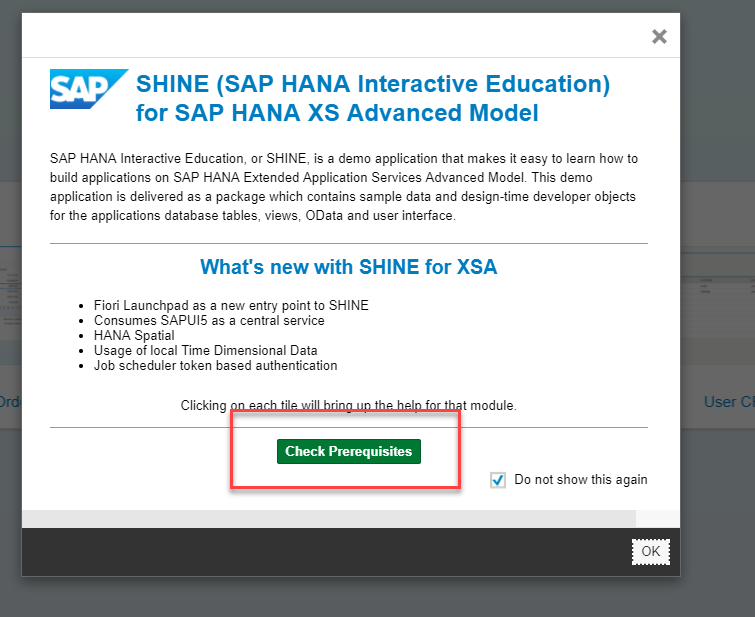 SAP
SHINE (SAP HANA Interactive Education)
for SAP HANA XS Advanced Model
SAP HANA Interactive Education, or SHINE, is a demo application that makes it easy to learn how to
build applications on SAP HANA Extended Application Services Advanced Model. This demo
application is delivered as a package which contains sample data and design-time developer objects
for the applications database tables, views, OData and user interface.
What's new with SHINE for XSA
• Fiori Launchpad as a new entry point to SHINE
• Consumes SAPUI5 as a central service
• HANA Spatial
• Usage of local Time Dimensional Data
• Job scheduler token based authentication
User
Clicking on each tile will bring up the help for that module.
Check Prerequisites
Do not show this again
OK